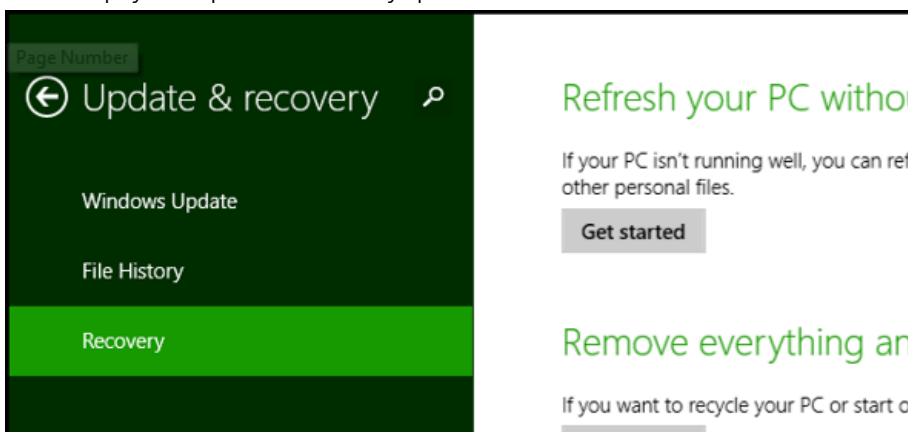 Page Number
Update & recovery
Windows Update
File History
Recovery
Refresh your PC withou
If your PC isn't running well, you can ref
other personal files.
Get started
Remove everything an
If you want to recycle your PC or start o